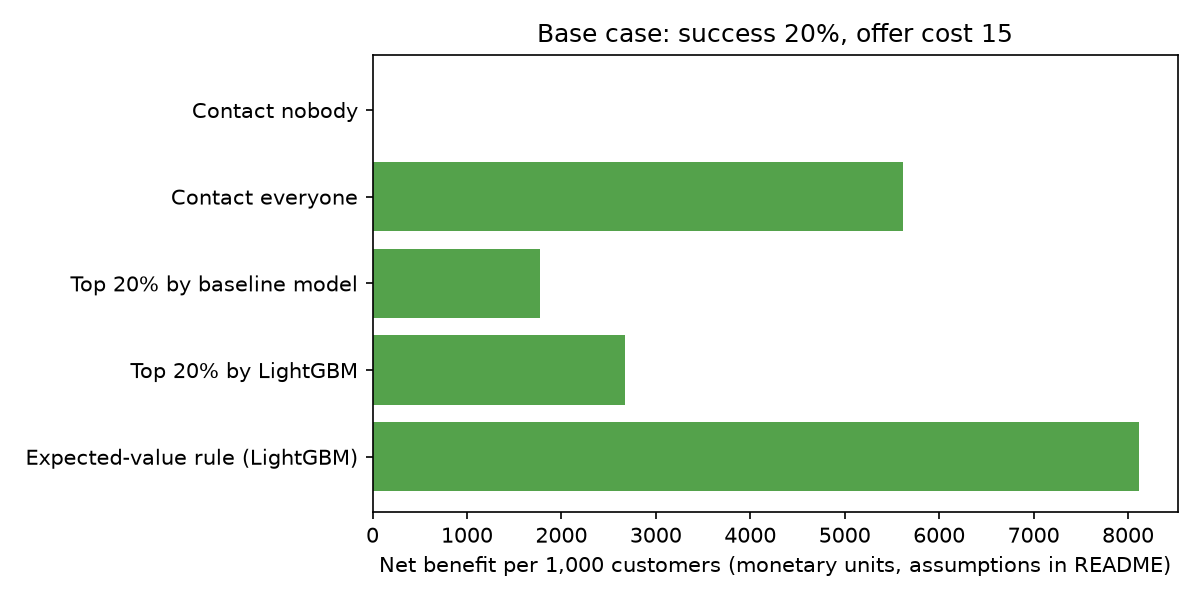 Base case: success 20%, offer cost 15
Contact nobody
Contact everyone
Top 20% by baseline model
Top 20% by LightGBM
Expected-value rule (LightGBM)
0 1000 2000 3000 4000 5000 6000 7000 8000
Net benefit per 1,000 customers (monetary units, assumptions in README)